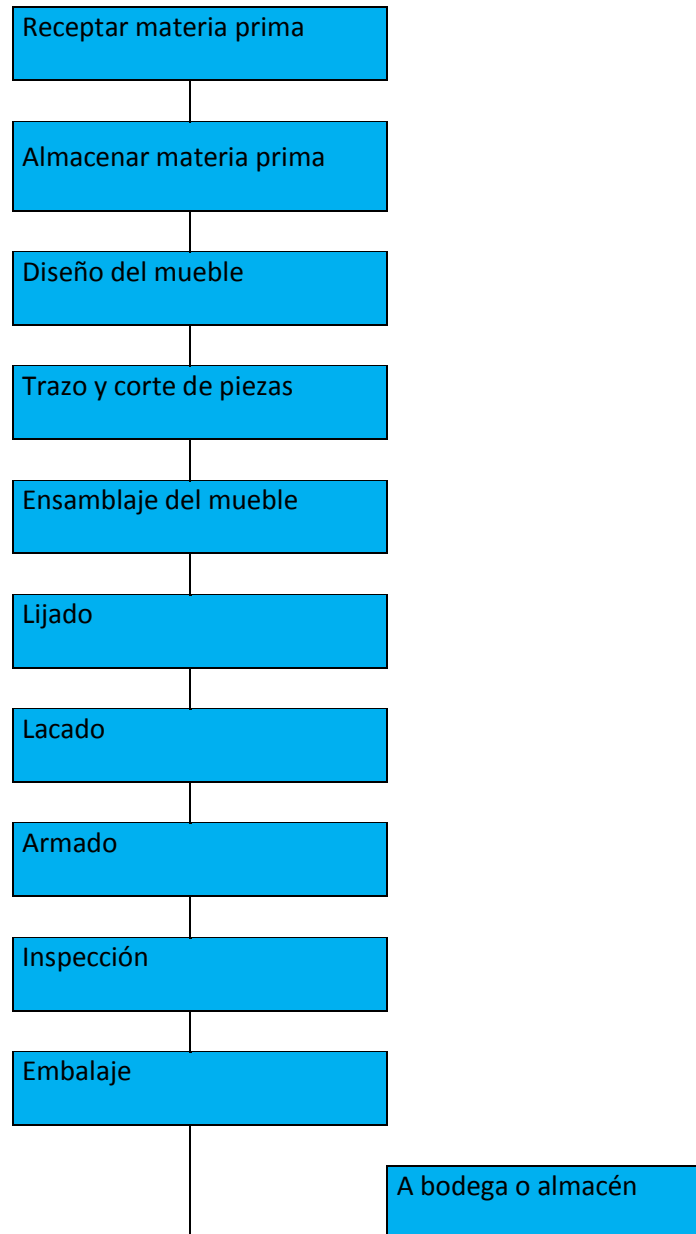 Receptar materia prima
Almacenar materia prima
Diseño del mueble
Trazo y corte de piezas
Ensamblaje del mueble
Lijado
Lacado
Armado
Inspección
Embalaje
A bodega o almacén